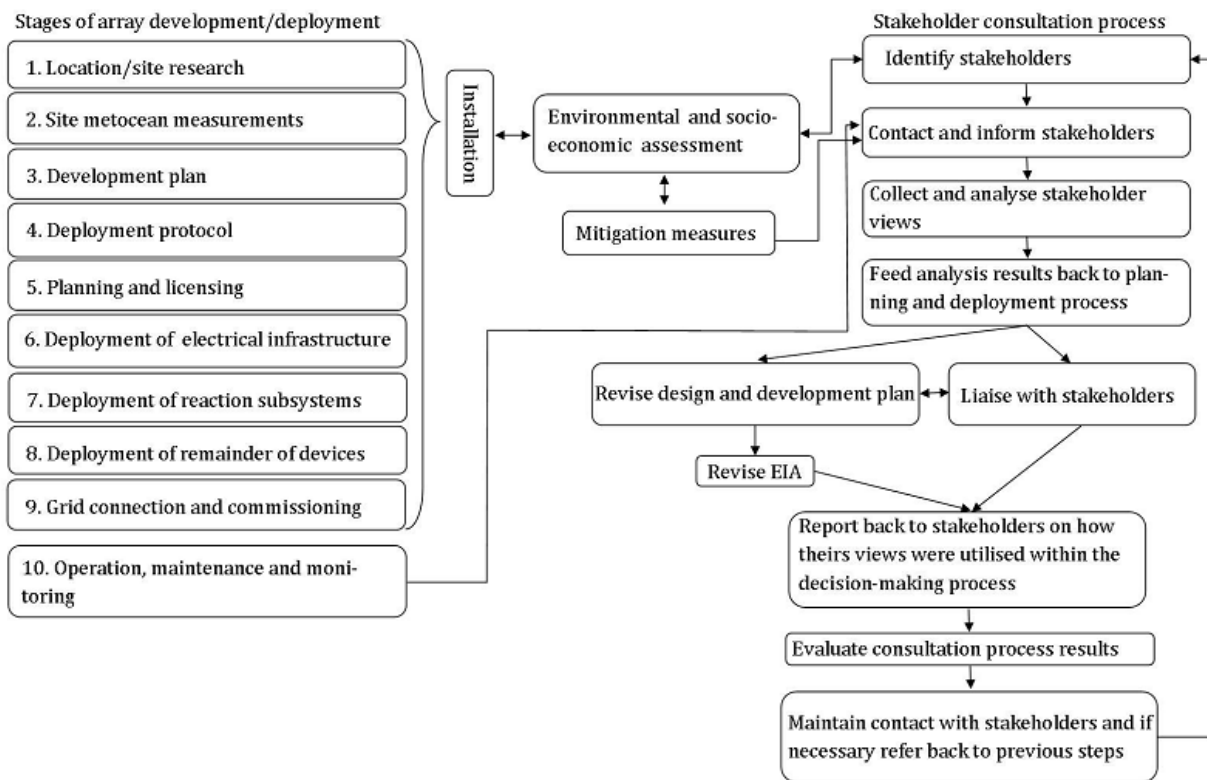 Stages of array development/deployment
1. Location/site research
2. Site metocean measurements
3. Development plan
4. Deployment protocol
5. Planning and licensing
6. Deployment of electrical infrastructure
7. Deployment of reaction subsystems
8. Deployment of remainder of devices
9. Grid connection and commissioning
10. Operation, maintenance and moni-
toring
Installation
Environmental and socio-
economic assessment
Mitigation measures
Stakeholder consultation process
Identify stakeholders
Contact and inform stakeholders
Collect and analyse stakeholder
views
Feed analysis results back to plan-
ning and deployment process
Revise design and development plan
Liaise with stakeholders
Revise EIA
Report back to stakeholders on how
theirs views were utilised within the
decision-making process
Evaluate consultation process results
Maintain contact with stakeholders and if
necessary refer back to previous steps